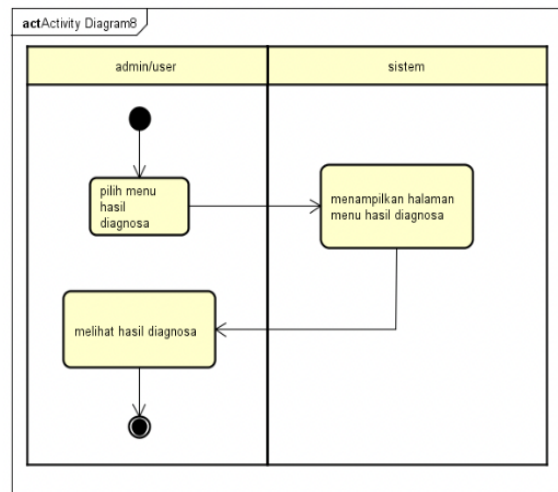 actActivity Diagram8
admin/user
sistem
pilih menu
hasil
diagnosa
menampilkan halaman
menu hasil diagnosa
melihat hasil diagnosa